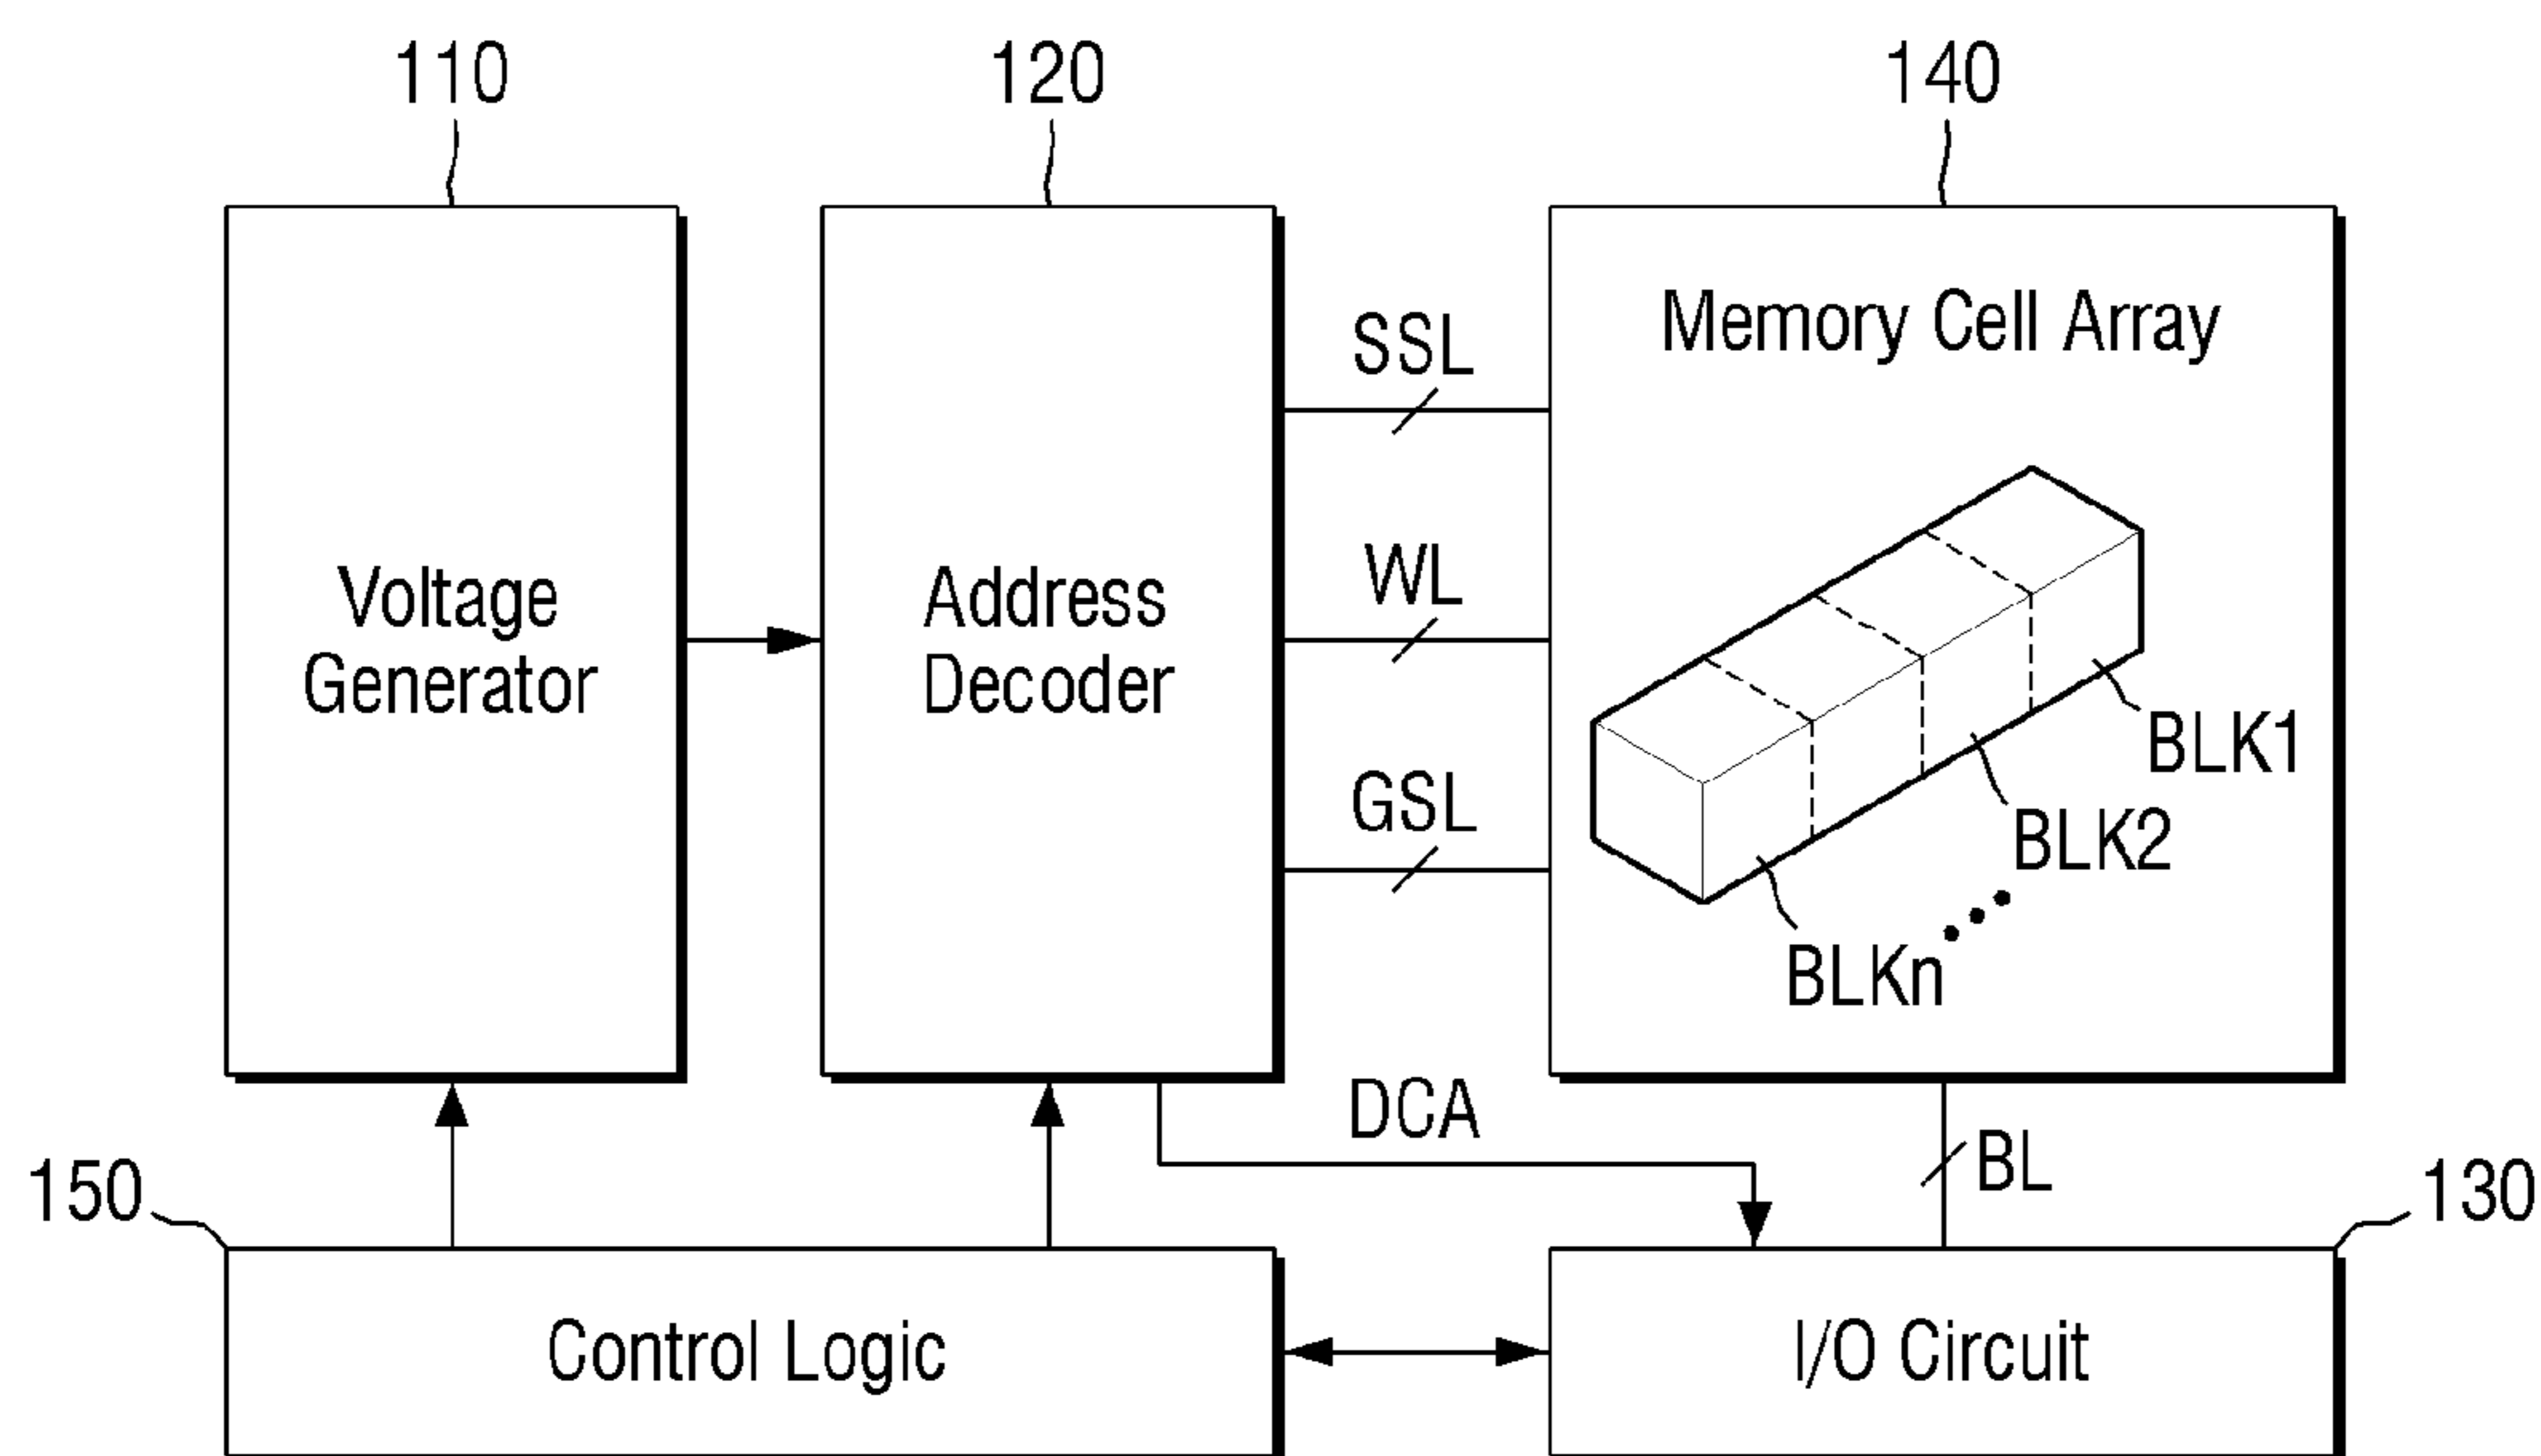 110
120
140
Voltage
Generator
Address
Decoder
SSL
WL
GSL
Memory Cell Array
BLK1
BLK2
BLKn
DCA
BL
150
130
Control Logic
I/O Circuit